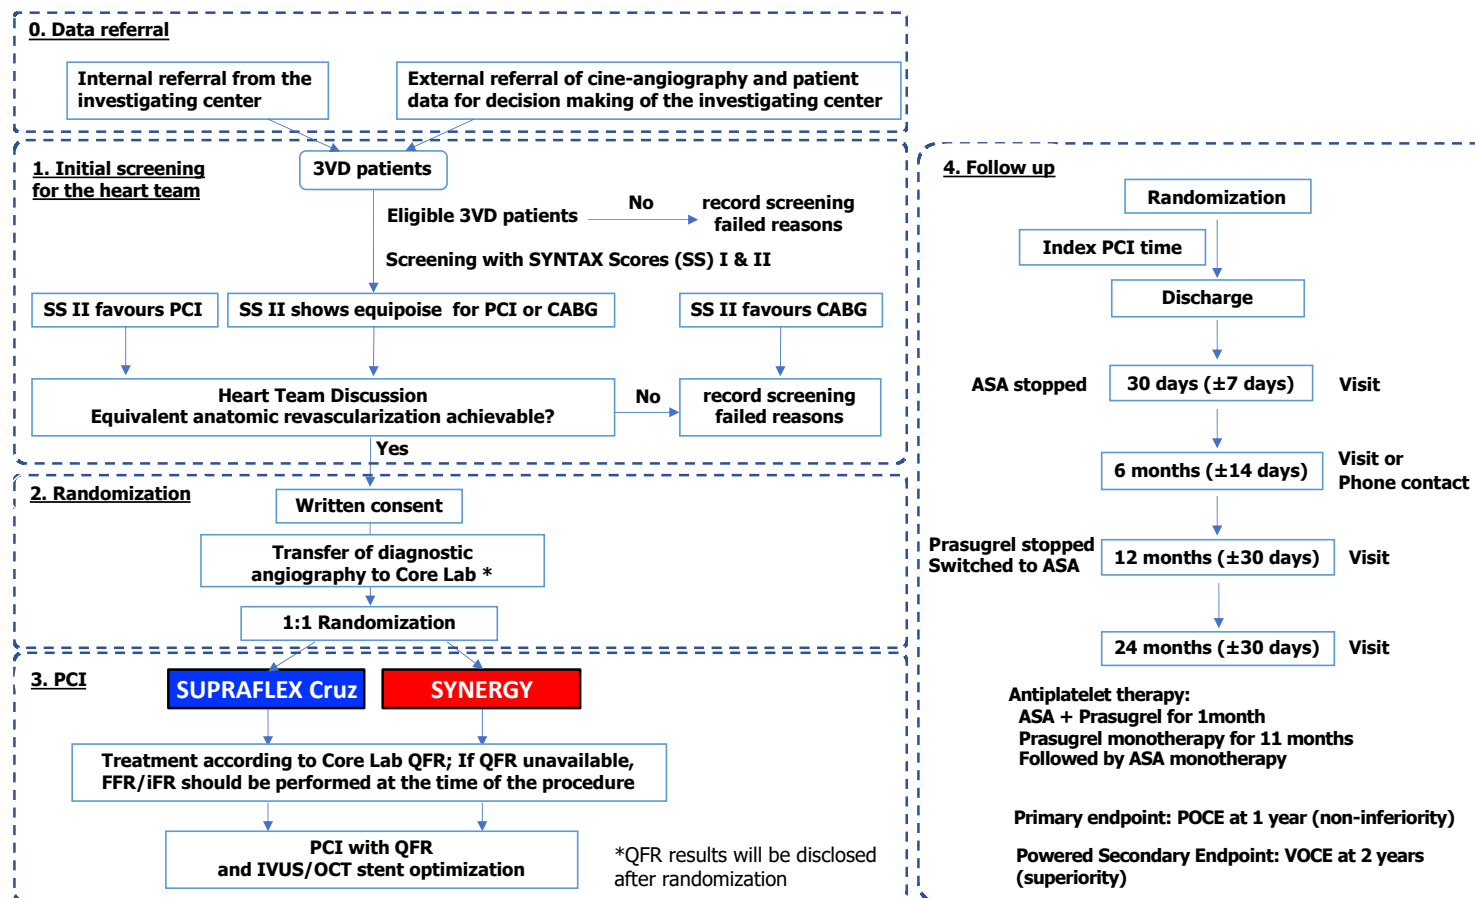 0. Data referral
Internal referral from the
investigating center
External referral of cine-angiography and patient
data for decision making of the investigating center
1. Initial screening
for the heart team
3VD patients
Eligible 3VD patients
No
record screening
failed reasons
Screening with SYNTAX Scores (SS) I & II
SS II favours PCI
SS II shows equipoise for PCI or CABG
SS II favours CABG
Heart Team Discussion
Equivalent anatomic revascularization achievable?
No
record screening
failed reasons
Yes
2. Randomization
Written consent
Transfer of diagnostic
angiography to Core Lab *
1:1 Randomization
3. PCI
SUPRAFLEX Cruz
SYNERGY
Treatment according to Core Lab QFR; If QFR unavailable,
FFR/iFR should be performed at the time of the procedure
PCI with QFR
and IVUS/OCT stent optimization
*QFR results will be disclosed
after randomization
4. Follow up
Randomization
Index PCI time
Discharge
ASA stopped
30 days (±7 days)
Visit
6 months (±14 days)
Visit or
Phone contact
Prasugrel stopped
Switched to ASA
12 months (±30 days)
Visit
24 months (±30 days)
Visit
Antiplatelet therapy:
ASA + Prasugrel for 1month
Prasugrel monotherapy for 11 months
Followed by ASA monotherapy
Primary endpoint: POCE at 1 year (non-inferiority)
Powered Secondary Endpoint: VOCE at 2 years
(superiority)